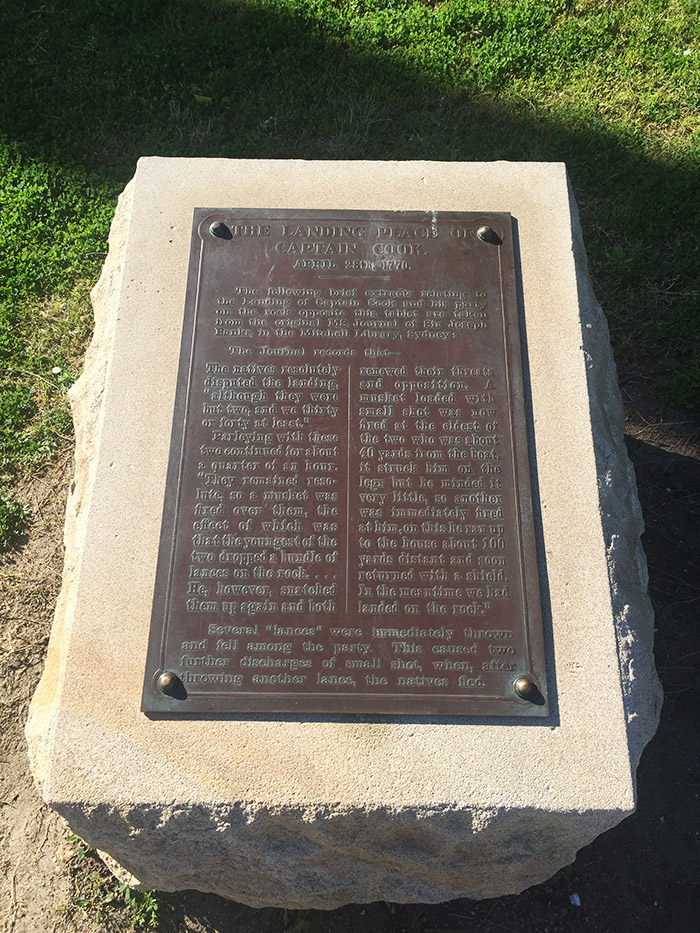 THE LANDING PLACE OF
CAPTAIN COOK.
APRIL 28TH, 1770.
The following brief extracts relating to
the Landing of Captain Cook and his party
on the rock opposite this tablet are taken
from the original MS. Journal of Sir Joseph
Banks, in the Mitchell Library, Sydney:
The Journal records that—
The natives resolutely
disputed the landing,
"although they were
but two, and we thirty
or forty at least."
Parleying with these
two continued for about
a quarter of an hour.
"They remained reso-
lute, so a musket was
fired over them, the
effect of which was
that the youngest of the
two dropped a bundle of
lances on the rock. . . .
He, however, snatched
them up again and both
renewed their threats
and opposition. A
musket loaded with
small shot was now
fired at the eldest of
the two who was about
40 yards from the boat,
it struck him on the
legs but he minded it
very little, so another
was immediately fired
at him, on this he ran up
to the house about 100
yards distant and soon
returned with a shield.
In the meantime we had
landed on the rock."
Several "lances" were immediately thrown
and fell among the party. This caused two
further discharges of small shot, when, after
throwing another lance, the natives fled.